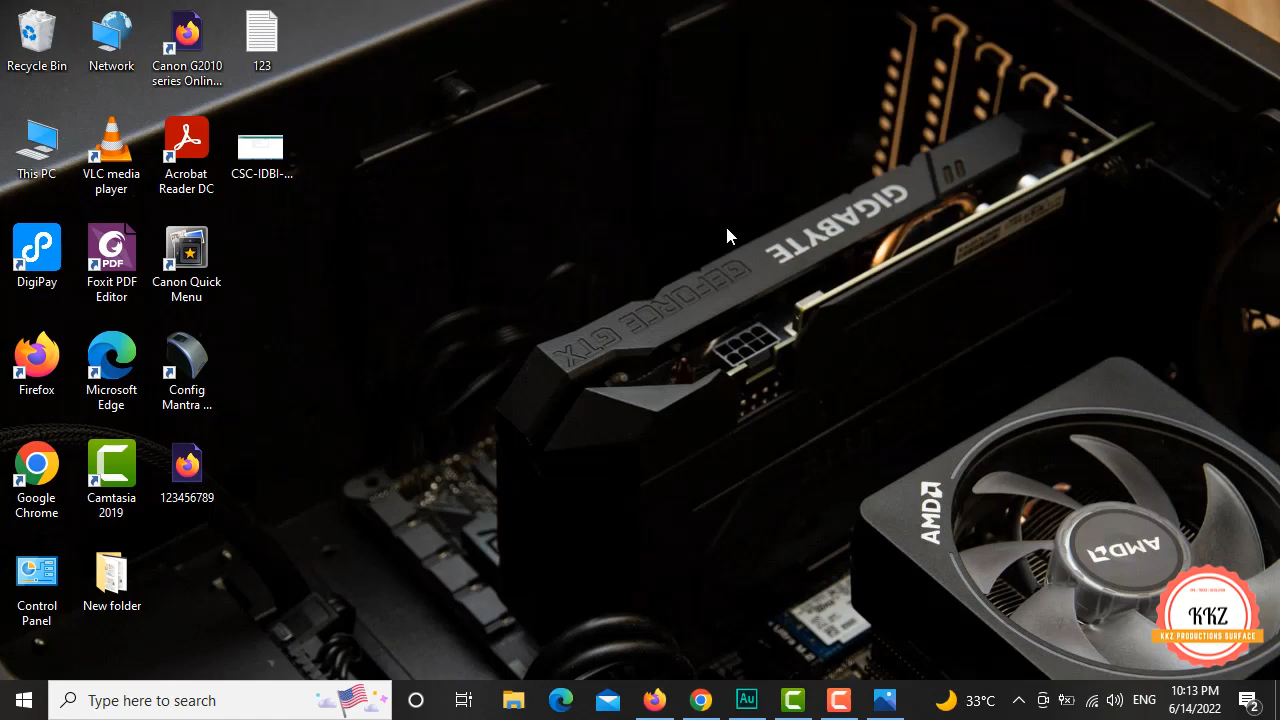 Recycle Bin
Network
Canon G2010
series Onlin...
123
This PC
VLC media
player
Acrobat
Reader DC
CSC-IDBI-...
DigiPay
PDF
Foxit PDF
Editor
Canon Quick
Menu
Firefox
Microsoft
Edge
Config
Mantra ...
Google
Chrome
Camtasia
2019
123456789
Control
Panel
New folder
GIGABYTE
GEFORCE GTX
AMD
AMD
KKZ
KKZ PRODUCTIONS SURFACE
Type here to search
Au
33°C
ENG
10:13 PM
6/14/2022
2